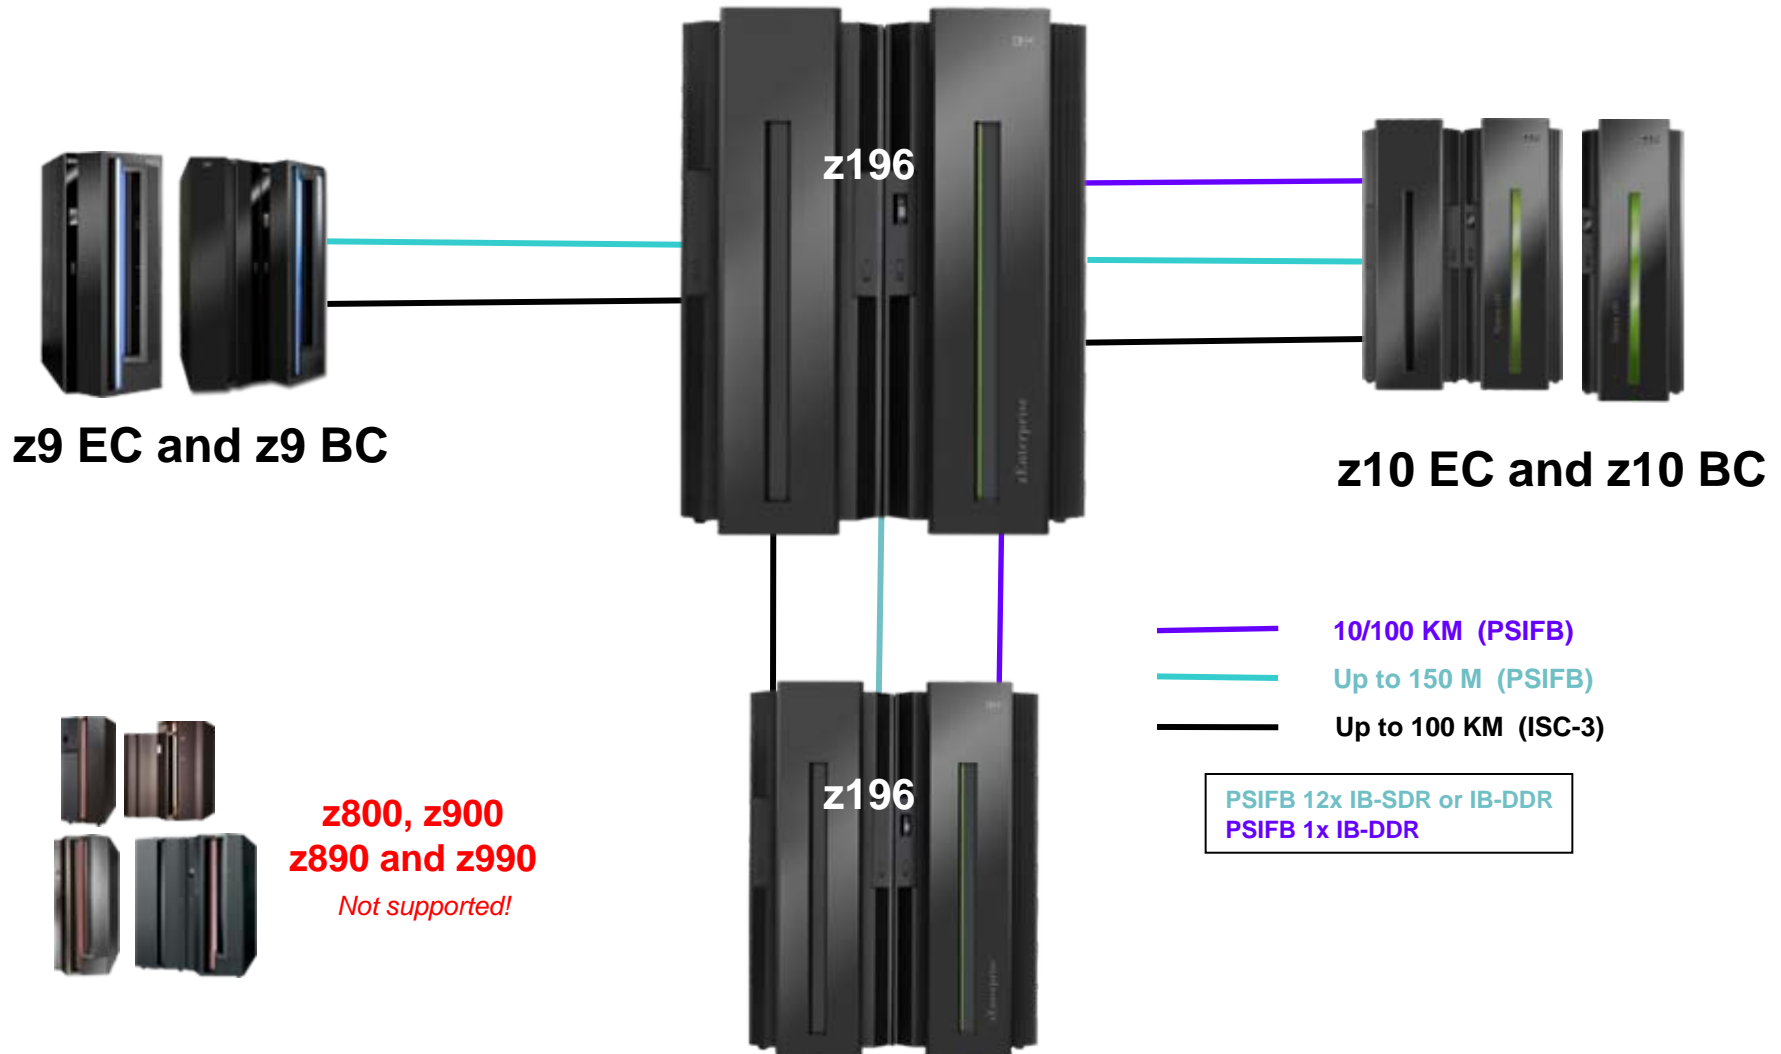 z196
z9 EC and z9 BC
z10 EC and z10 BC
zEnterprise
10/100 KM (PSIFB)
Up to 150 M (PSIFB)
Up to 100 KM (ISC-3)
PSIFB 12x IB-SDR or IB-DDR
PSIFB 1x IB-DDR
z800, z900
z890 and z990
Not supported!
z196
zEnterprise